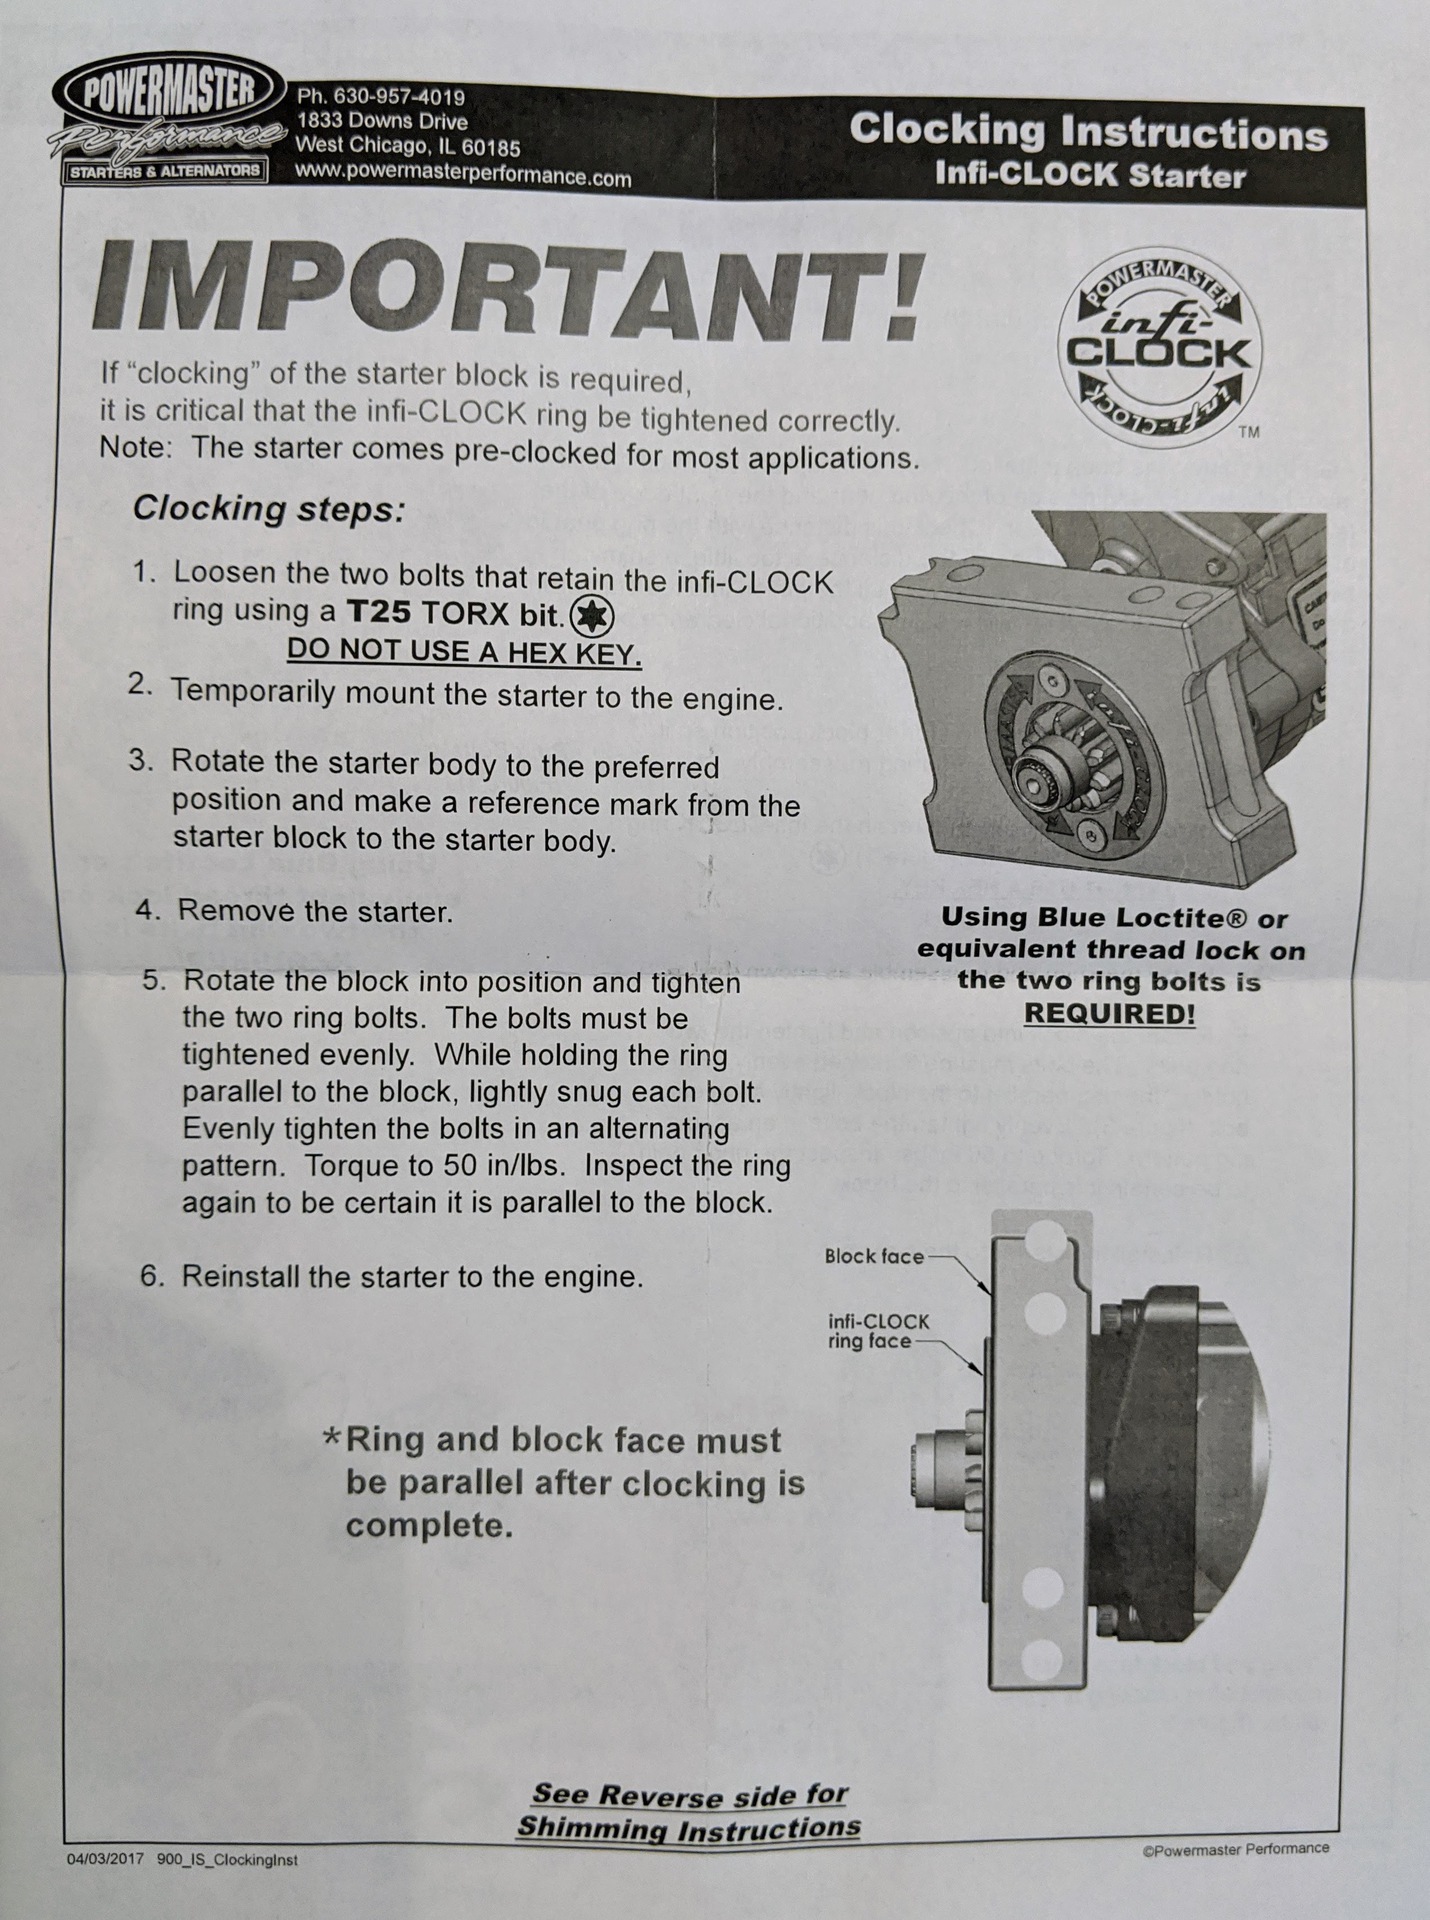 POWERMASTER
Performance
STARTERS & ALTERNATORS
Ph. 630-957-4019
1833 Downs Drive
West Chicago, IL 60185
www.powermasterperformance.com
Clocking Instructions
Infi-CLOCK Starter
IMPORTANT!
POWERMASTER
infi-
CLOCK
infi-CLOCK
TM
If “clocking” of the starter block is required,
it is critical that the infi-CLOCK ring be tightened correctly.
Note: The starter comes pre-clocked for most applications.
Clocking steps:
1. Loosen the two bolts that retain the infi-CLOCK
ring using a T25 TORX bit.
DO NOT USE A HEX KEY.
2. Temporarily mount the starter to the engine.
3. Rotate the starter body to the preferred
position and make a reference mark from the
starter block to the starter body.
4. Remove the starter.
5. Rotate the block into position and tighten
the two ring bolts. The bolts must be
tightened evenly. While holding the ring
parallel to the block, lightly snug each bolt.
Evenly tighten the bolts in an alternating
pattern. Torque to 50 in/lbs. Inspect the ring
again to be certain it is parallel to the block.
6. Reinstall the starter to the engine.
Using Blue Loctite® or
equivalent thread lock on
the two ring bolts is
REQUIRED!
Block face
infi-CLOCK
ring face
*Ring and block face must
be parallel after clocking is
complete.
See Reverse side for
Shimming Instructions
04/03/2017 900_IS_ClockingInst
©Powermaster Performance